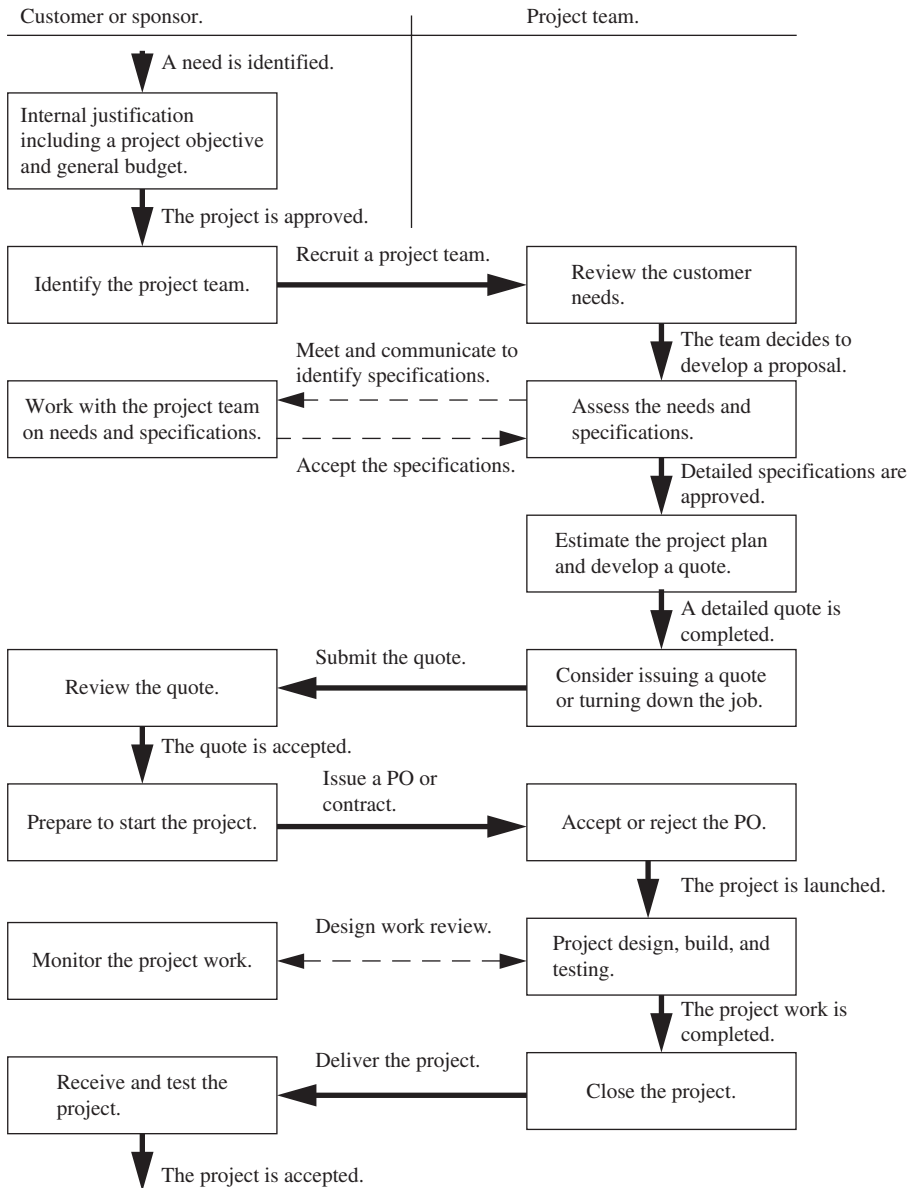 Customer or sponsor.
Project team.
A need is identified.
Internal justification
including a project objective
and general budget.
The project is approved.
Identify the project team.
Recruit a project team.
Review the customer
needs.
The team decides to
develop a proposal.
Meet and communicate to
identify specifications.
Work with the project team
on needs and specifications.
Assess the needs and
specifications.
Accept the specifications.
Detailed specifications are
approved.
Estimate the project plan
and develop a quote.
A detailed quote is
completed.
Review the quote.
Submit the quote.
Consider issuing a quote
or turning down the job.
The quote is accepted.
Issue a PO or
contract.
Prepare to start the project.
Accept or reject the PO.
The project is launched.
Monitor the project work.
Design work review.
Project design, build, and
testing.
The project work is
completed.
Deliver the project.
Receive and test the
project.
Close the project.
The project is accepted.